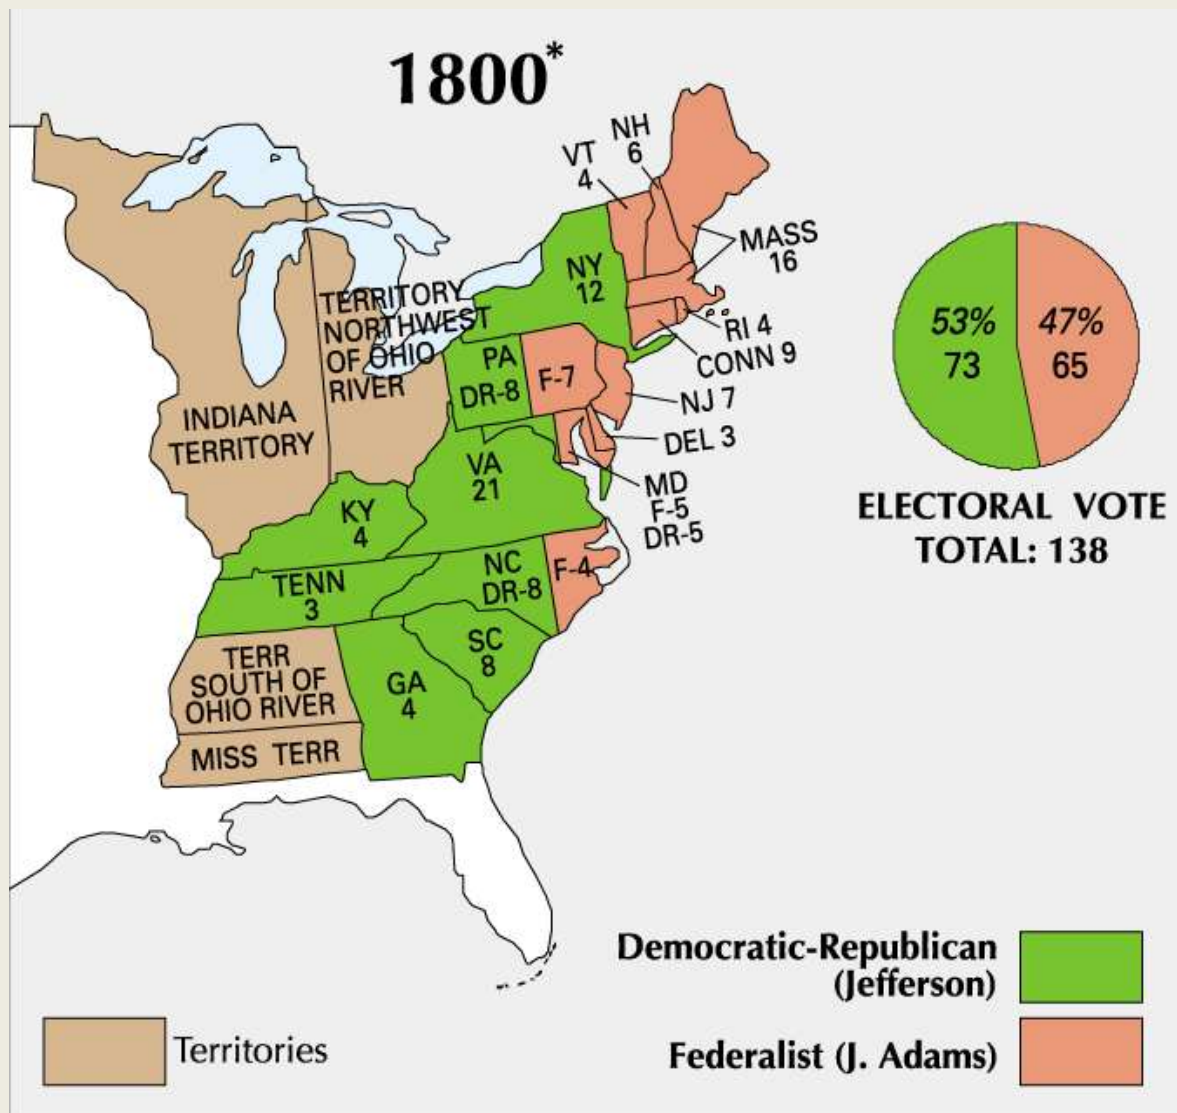 1800*
NH
6
VT
4
MASS
16
NY
12
RI 4
CONN 9
53%
73
47%
65
TERRITORY
NORTHWEST
OF OHIO
RIVER
PA
DR-8
F-7
NJ 7
INDIANA
TERRITORY
DEL 3
VA
21
MD
F-5
DR-5
ELECTORAL VOTE
TOTAL: 138
KY
4
NC
DR-8
F-4
TENN
3
SC
8
TERR
SOUTH OF
OHIO RIVER
GA
4
MISS TERR
Democratic-Republican
(Jefferson)
Territories
Federalist (J. Adams)